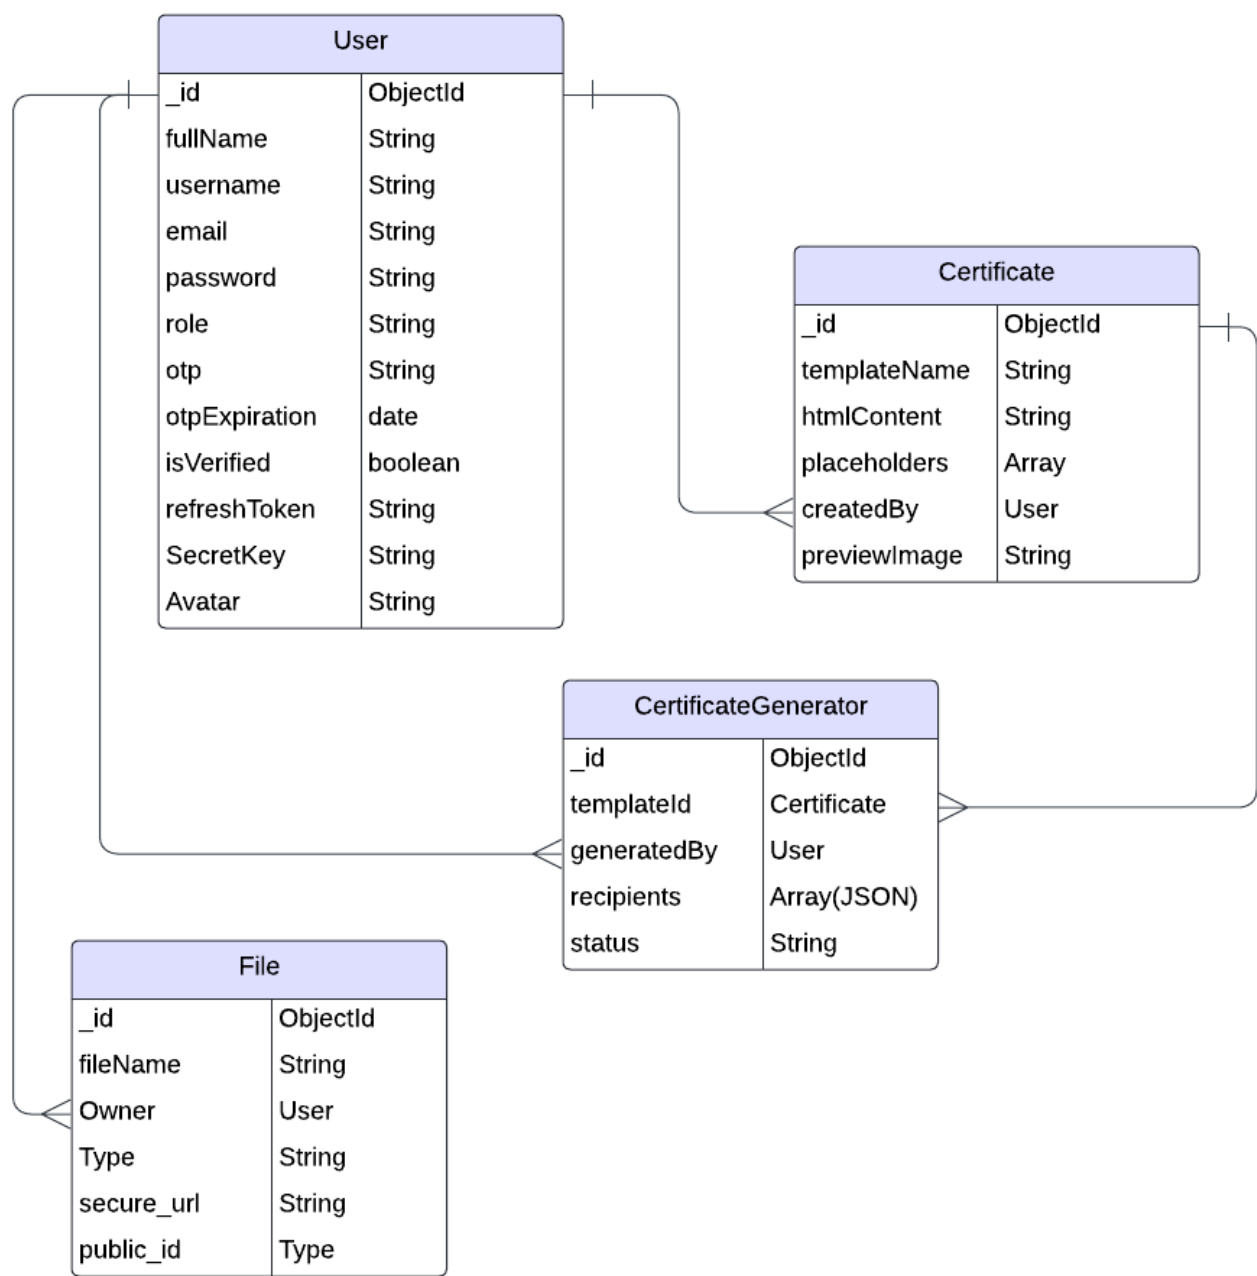 User
_id ObjectId
fullName String
username String
email String
password String
role String
otp String
otpExpiration date
isVerified boolean
refreshToken String
SecretKey String
Avatar String
Certificate
_id ObjectId
templateName String
htmlContent String
placeholders Array
createdBy User
previewImage String
CertificateGenerator
_id ObjectId
templateId Certificate
generatedBy User
recipients Array(JSON)
status String
File
_id ObjectId
fileName String
Owner User
Type String
secure_url String
public_id Type